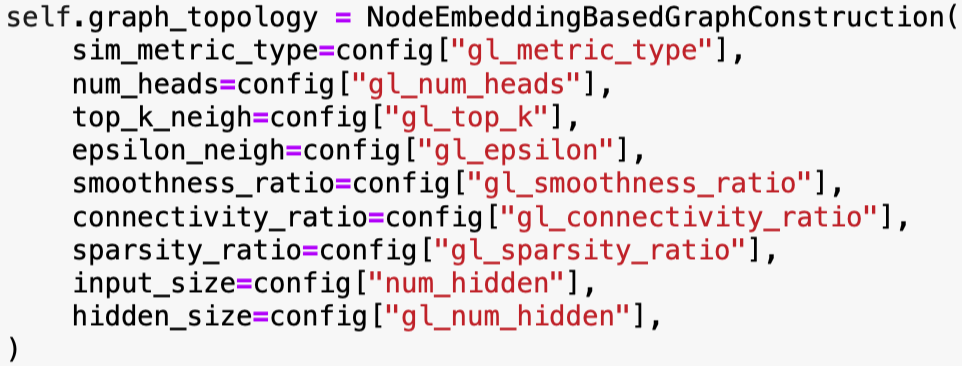 self.graph_topology = NodeEmbeddingBasedGraphConstruction(
    sim_metric_type=config["gl_metric_type"],
    num_heads=config["gl_num_heads"],
    top_k_neigh=config["gl_top_k"],
    epsilon_neigh=config["gl_epsilon"],
    smoothness_ratio=config["gl_smoothness_ratio"],
    connectivity_ratio=config["gl_connectivity_ratio"],
    sparsity_ratio=config["gl_sparsity_ratio"],
    input_size=config["num_hidden"],
    hidden_size=config["gl_num_hidden"],
)